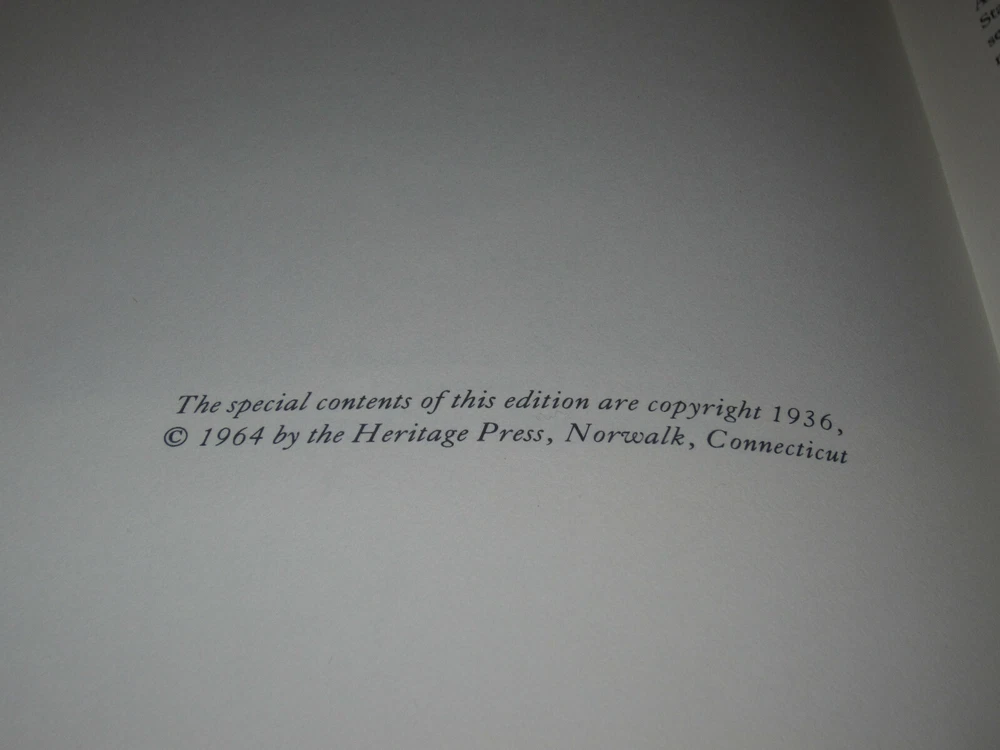 The special contents of this edition are copyright 1936,
© 1964 by the Heritage Press, Norwalk, Connecticut